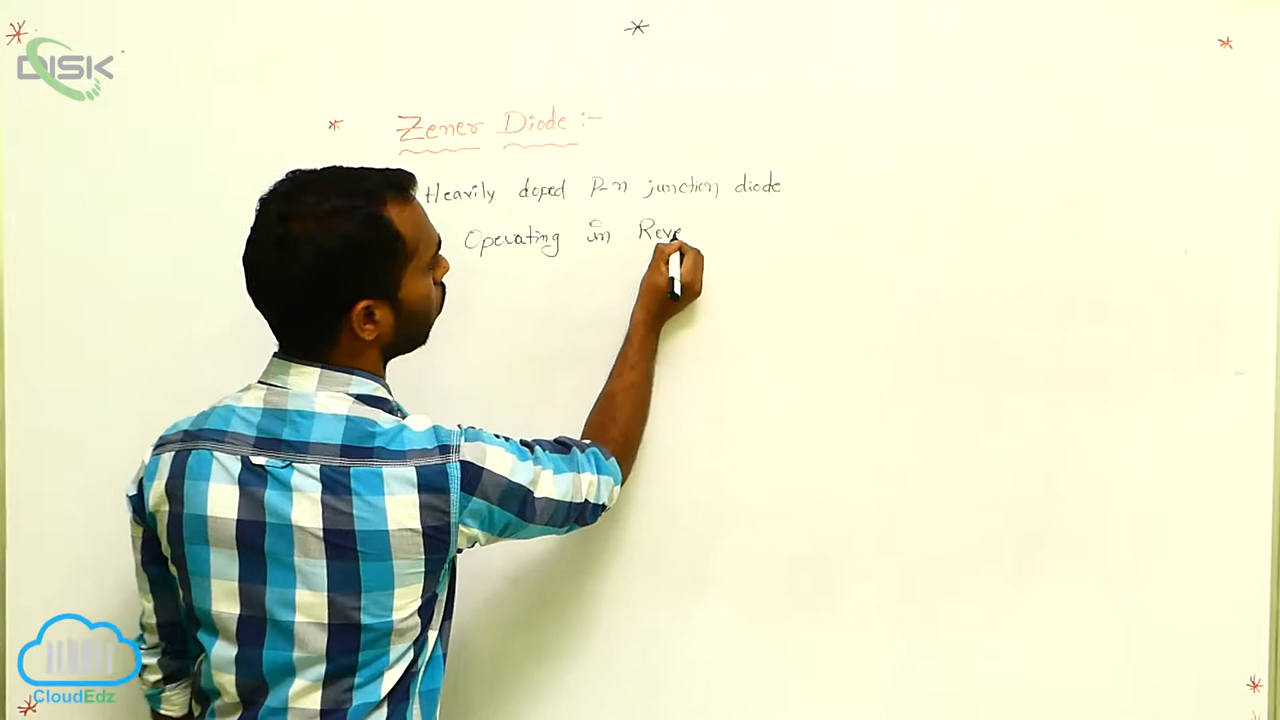 DISK
* Zener Diode :-
Heavily doped P-n junction diode
Operating in Reve
CloudEdz